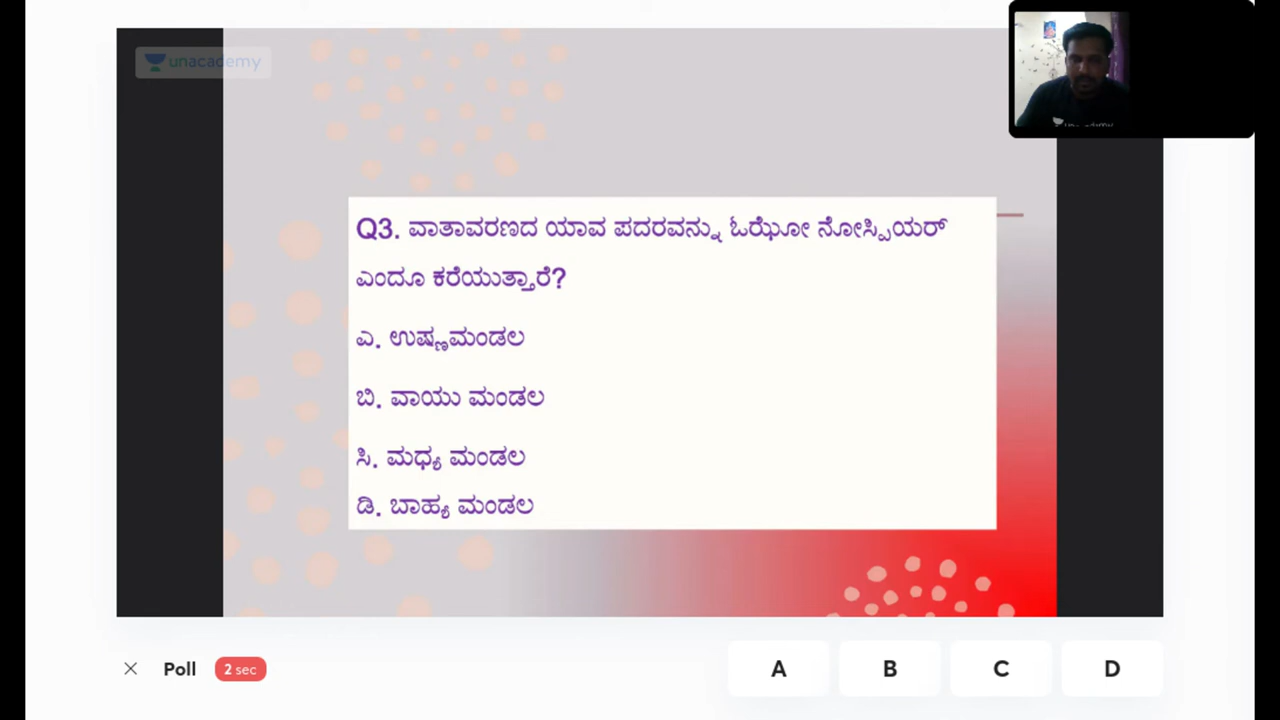 unacademy
Q3. ವಾತಾವರಣದ ಯಾವ ಪದರವನ್ನು ಓಝೋ ನೋಸ್ಪಿಯರ್
ಎಂದೂ ಕರೆಯುತ್ತಾರೆ?
ಎ. ಉಷ್ಣಮಂಡಲ
ಬಿ. ವಾಯು ಮಂಡಲ
ಸಿ. ಮಧ್ಯ ಮಂಡಲ
ಡಿ. ಬಾಹ್ಯ ಮಂಡಲ
Poll 2 sec A B C D